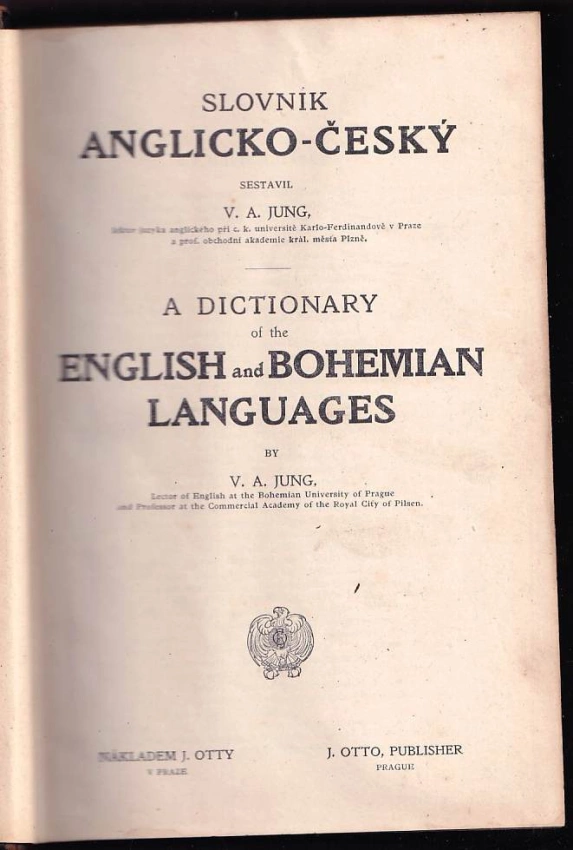 SLOVNÍK
ANGLICKO-ČESKÝ
SESTAVIL
V. A. JUNG,
lektor jazyka anglického při c. k. universitě Karlo-Ferdinandově v Praze
a prof. obchodní akademie král. města Plzně.
A DICTIONARY
of the
ENGLISH and BOHEMIAN
LANGUAGES
BY
V. A. JUNG,
Lector of English at the Bohemian University of Prague
and Professor at the Commercial Academy of the Royal City of Pilsen.
NÁKLADEM J. OTTY
V PRAZE
J. OTTO, PUBLISHER
PRAGUE